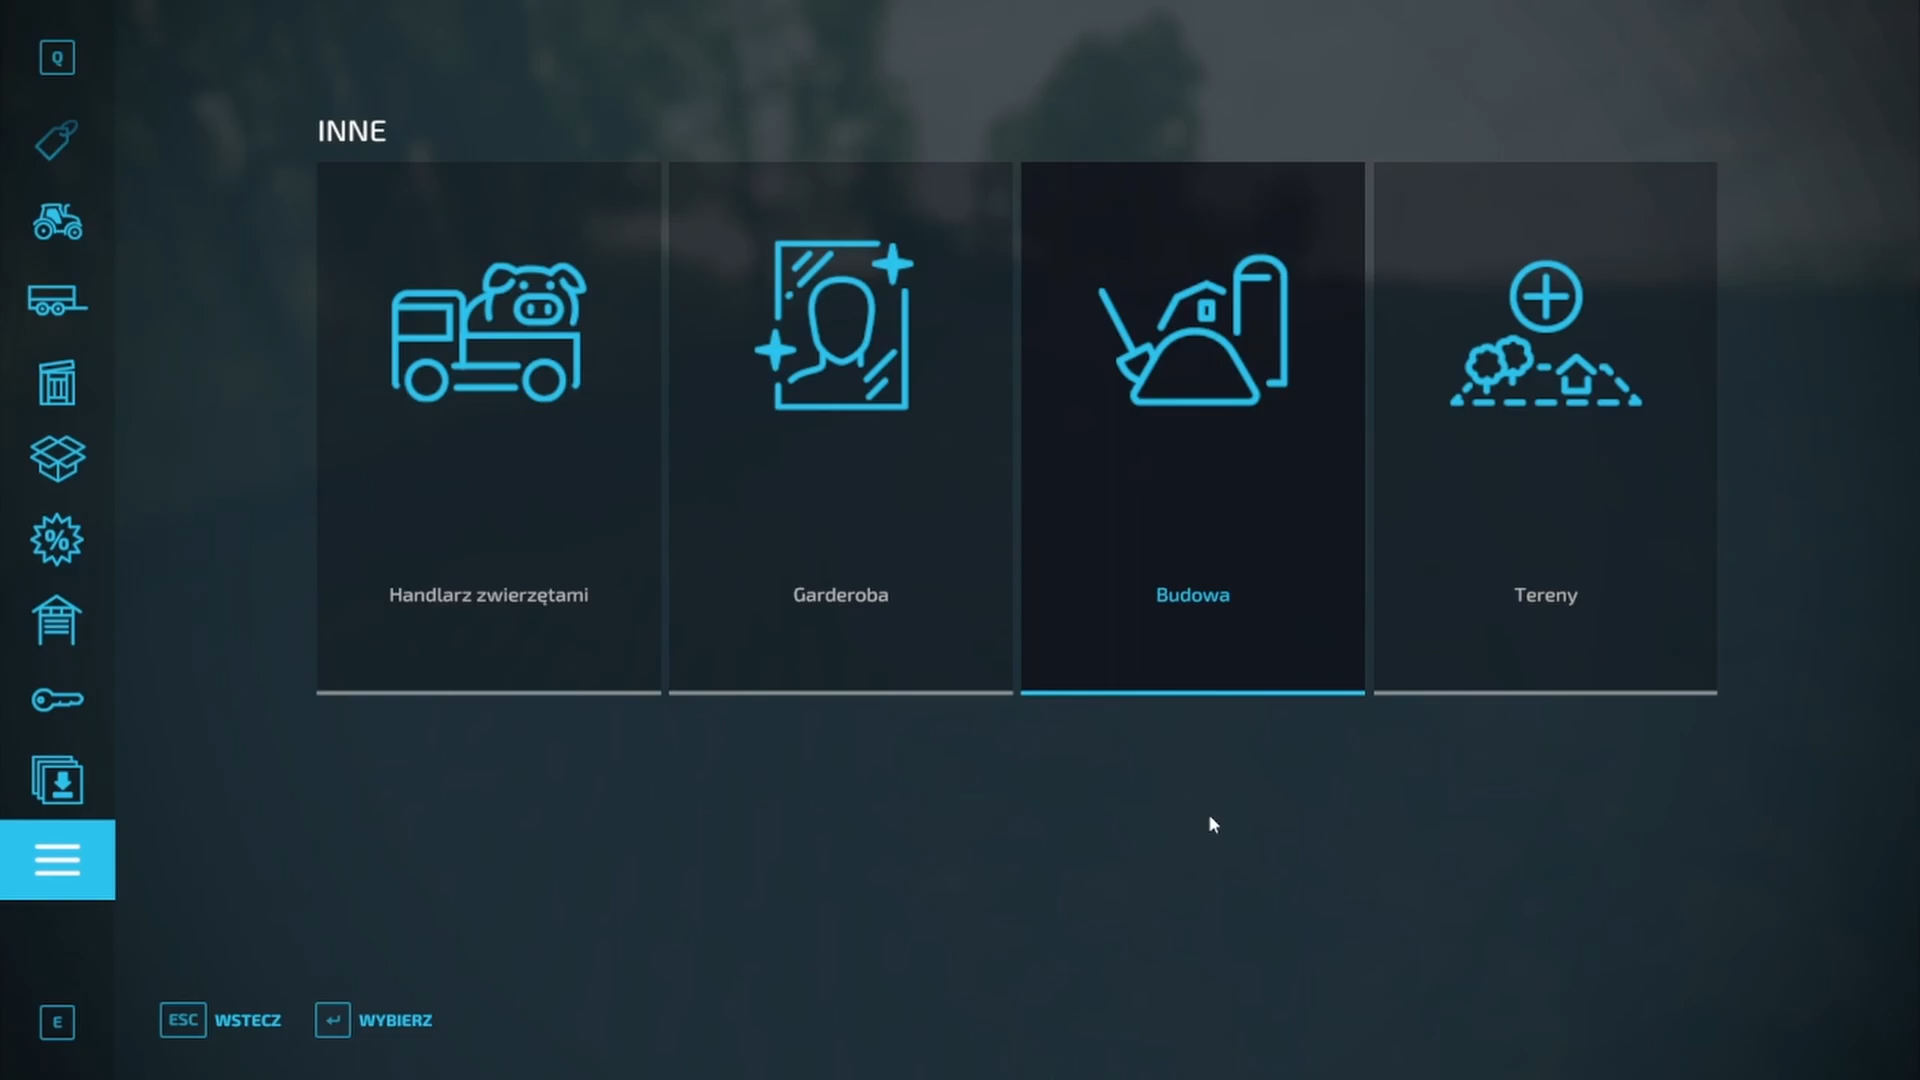 Q
INNE
%
Handlarz zwierzętami
Garderoba
Budowa
Tereny
E
ESC WSTECZ
WYBIERZ